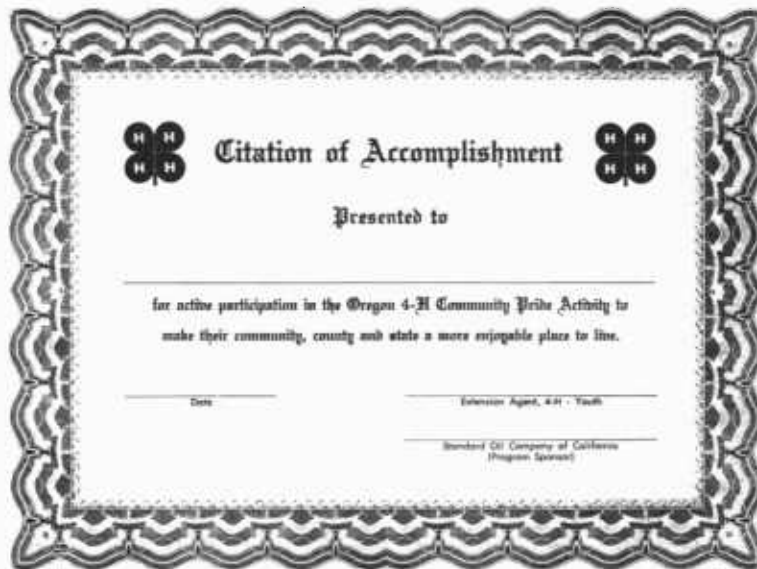 H H
H H
Citation of Accomplishment
H H
H H
Presented to
for active participation in the Oregon 4-H Community Pride Activity to
make their community, county and state a more enjoyable place to live.
Date
Extension Agent, 4-H - Youth
Standard Oil Company of California
(Program Sponsor)